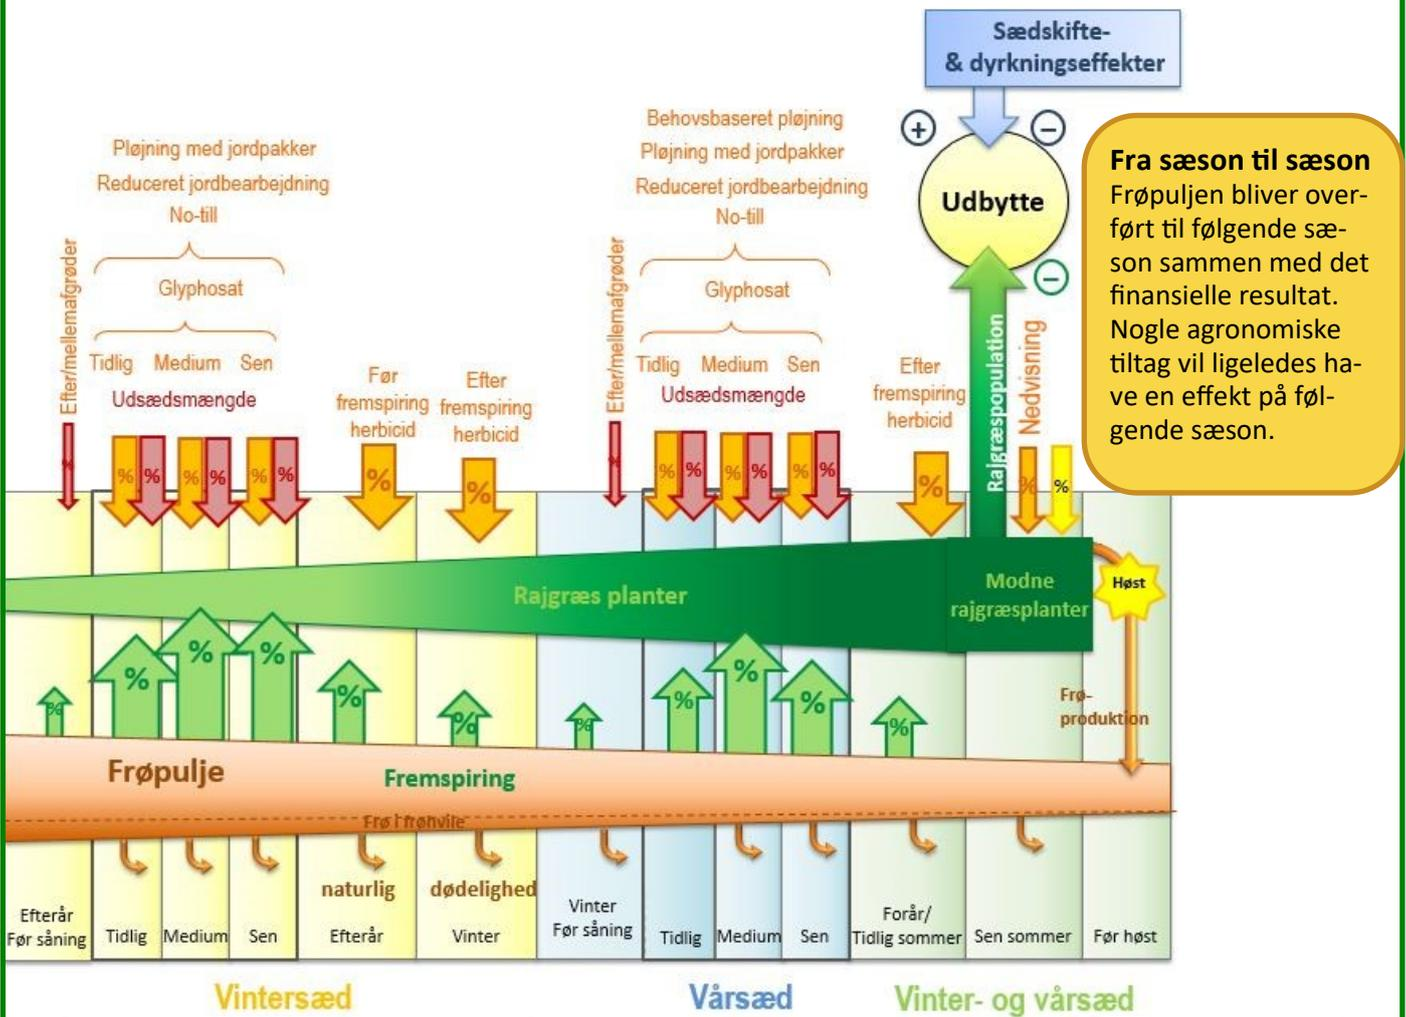 Sædskifte-
& dyrkningseffekter
+
−
Udbytte
−
Fra sæson til sæson
Frøpuljen bliver over-
ført til følgende sæ-
son sammen med det
finansielle resultat.
Nogle agronomiske
tiltag vil ligeledes ha-
ve en effekt på føl-
gende sæson.
Pløjning med jordpakker
Reduceret jordbearbejdning
No-till
Glyphosat
Tidlig Medium Sen
Udsædsmængde
Efter/mellemafgrøder
Før
fremspiring
herbicid
Efter
fremspiring
herbicid
Behovsbaseret pløjning
Pløjning med jordpakker
Reduceret jordbearbejdning
No-till
Glyphosat
Tidlig Medium Sen
Udsædsmængde
Efter/mellemafgrøder
Efter
fremspiring
herbicid
Rajgræspopulation
Nedvisning
% % % % % % % %
% % % % % % % % %
Rajgræs planter
Modne
rajgræsplanter
Høst
% % % % % % % % % % %
Frø-
produktion
Frøpulje
Fremspiring
Frø i frøhvile
naturlig dødelighed
Efterår
Før såning
Tidlig
Medium
Sen
Efterår
Vinter
Vinter
Før såning
Tidlig
Medium
Sen
Forår/
Tidlig sommer
Sen sommer
Før høst
Vintersæd
Vårsæd
Vinter- og vårsæd